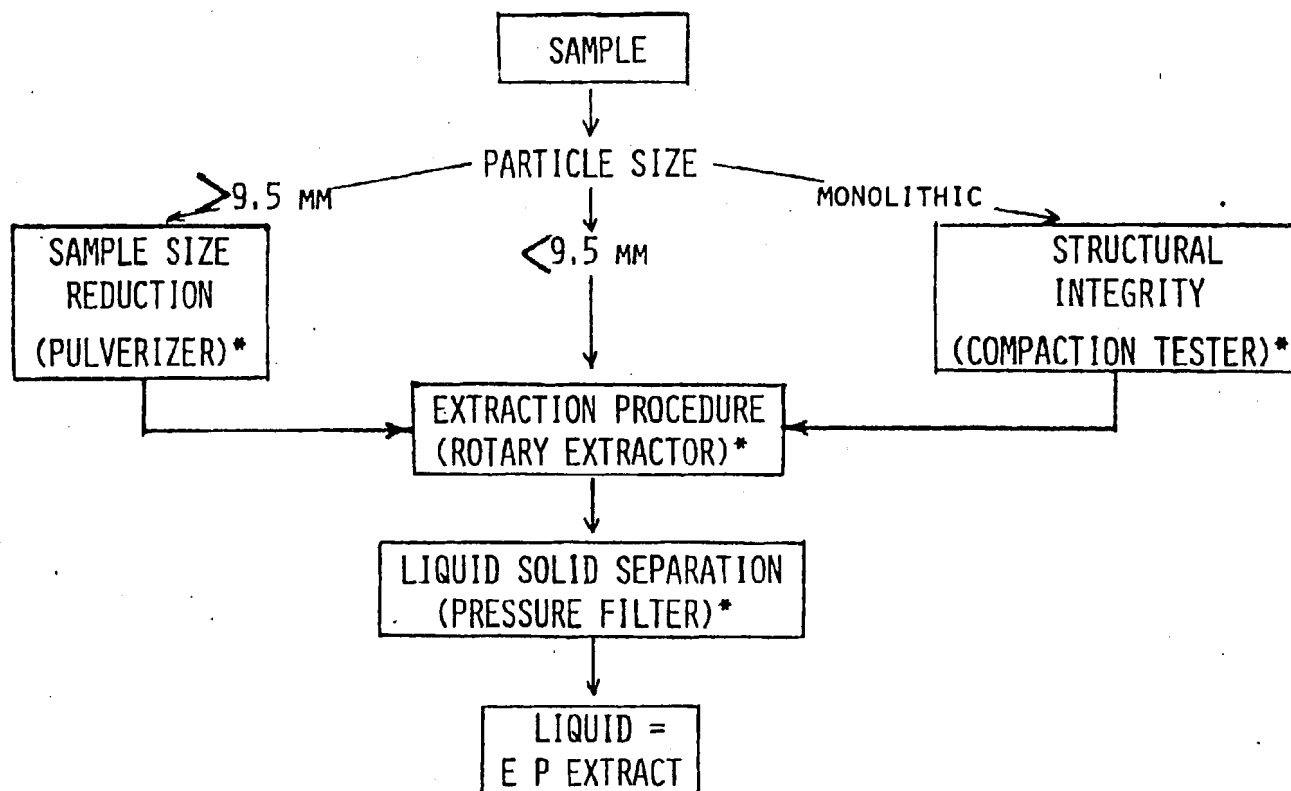 SAMPLE
PARTICLE SIZE
>9.5 MM
<9.5 MM
MONOLITHIC
SAMPLE SIZE
REDUCTION
(PULVERIZER)*
STRUCTURAL
INTEGRITY
(COMPACTION TESTER)*
EXTRACTION PROCEDURE
(ROTARY EXTRACTOR)*
LIQUID SOLID SEPARATION
(PRESSURE FILTER)*
LIQUID =
E P EXTRACT